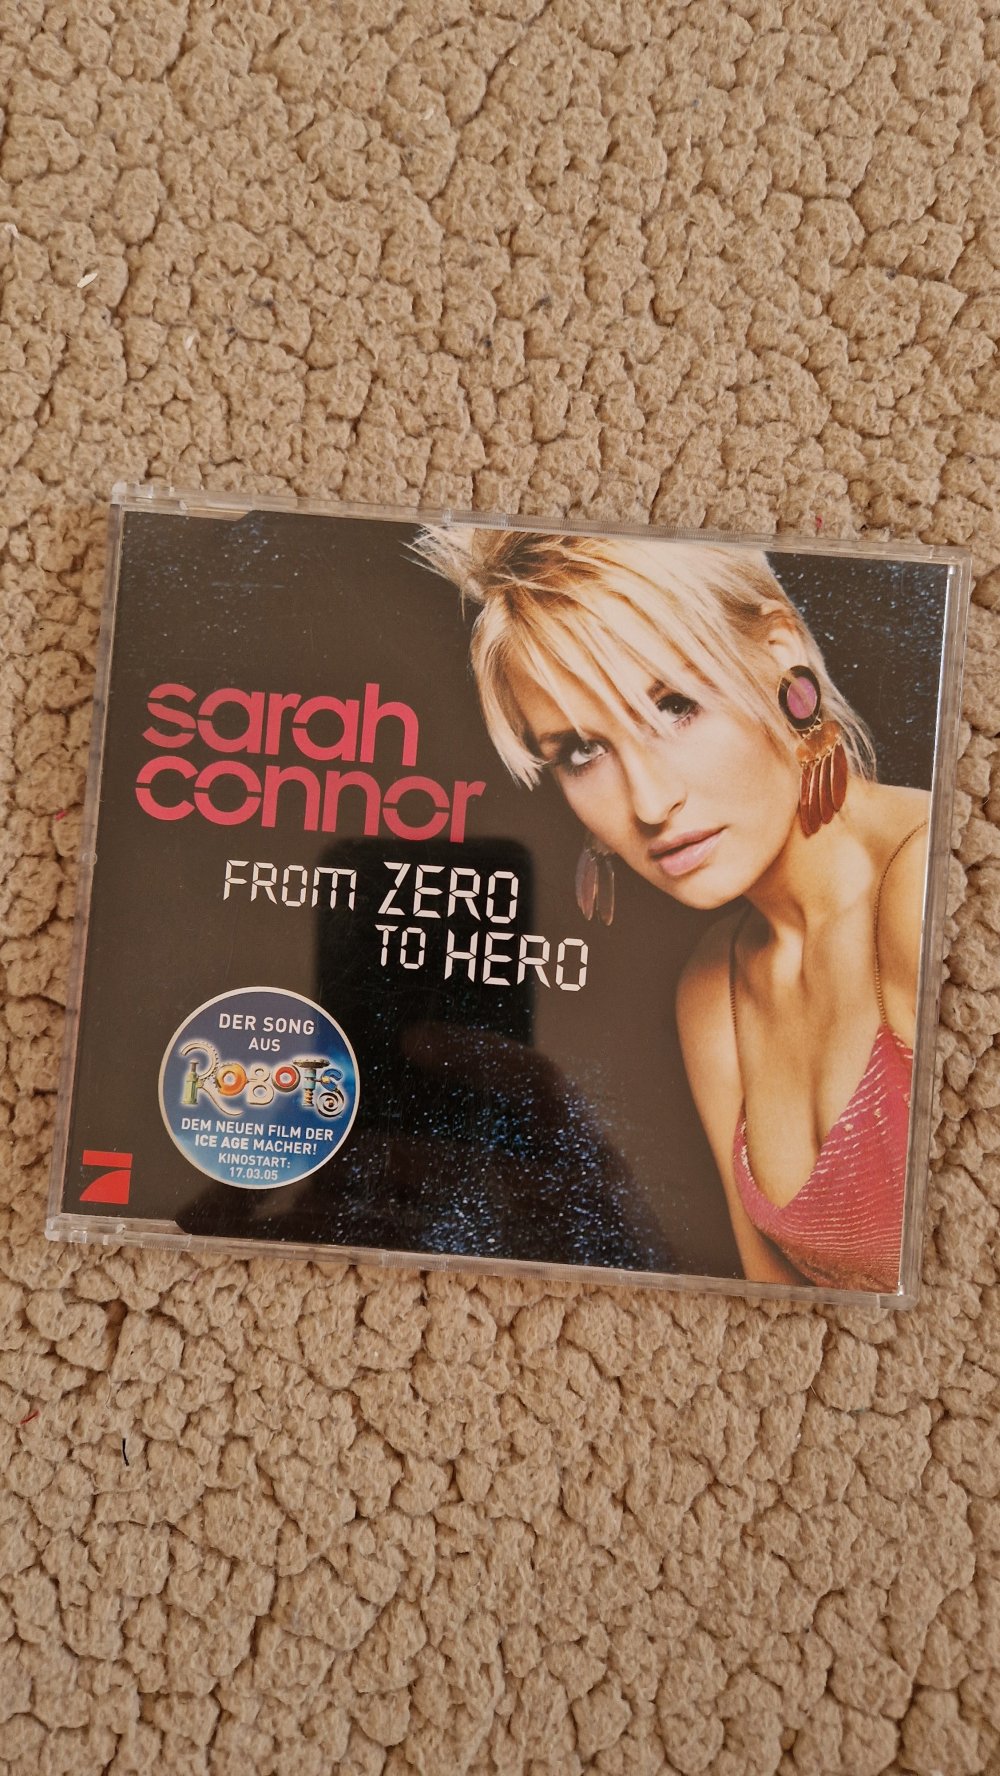 sarah
connor
FROM ZERO
TO HERO
DER SONG
AUS
ROBOTS
DEM NEUEN FILM DER
ICE AGE MACHER!
KINOSTART:
17.03.05
7